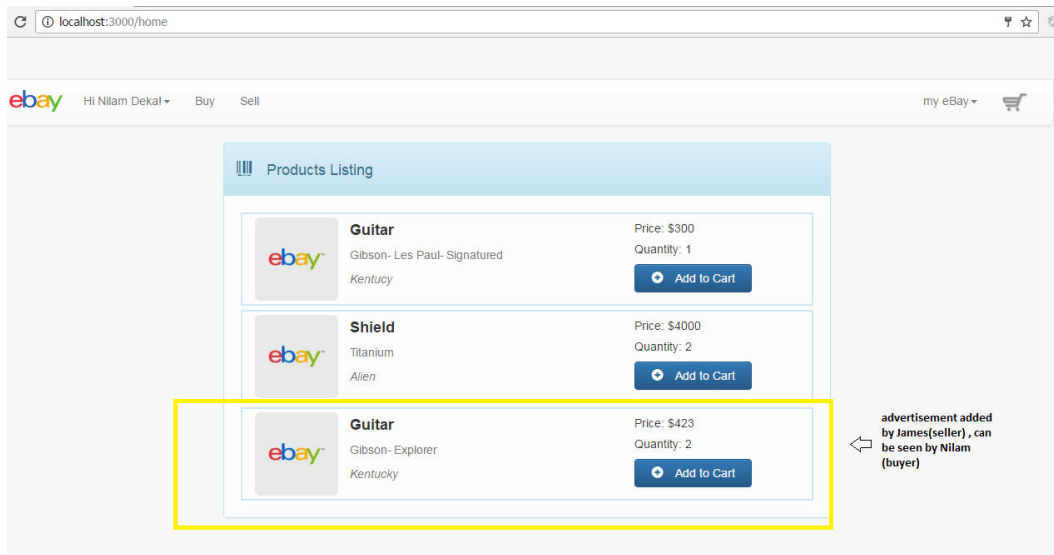 localhost:3000/home
ebay Hi Nilam Deka! Buy Sell my eBay
Products Listing
ebay™
Guitar
Gibson- Les Paul- Signatured
Kentucy
Price: $300
Quantity: 1
Add to Cart
ebay™
Shield
Titanium
Alien
Price: $4000
Quantity: 2
Add to Cart
ebay™
Guitar
Gibson- Explorer
Kentucky
Price: $423
Quantity: 2
Add to Cart
advertisement added
by James(seller) , can
be seen by Nilam
(buyer)